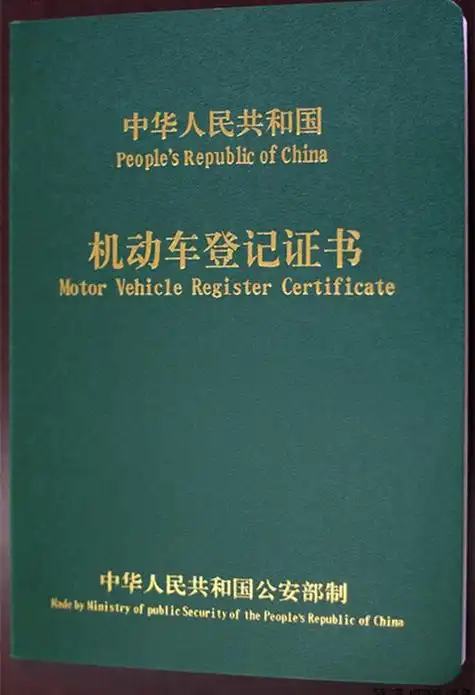 中华人民共和国
People's Republic of China
机动车登记证书
Motor Vehicle Register Certificate
中华人民共和国公安部制
Made by Ministry of public Security of the People's Republic of China